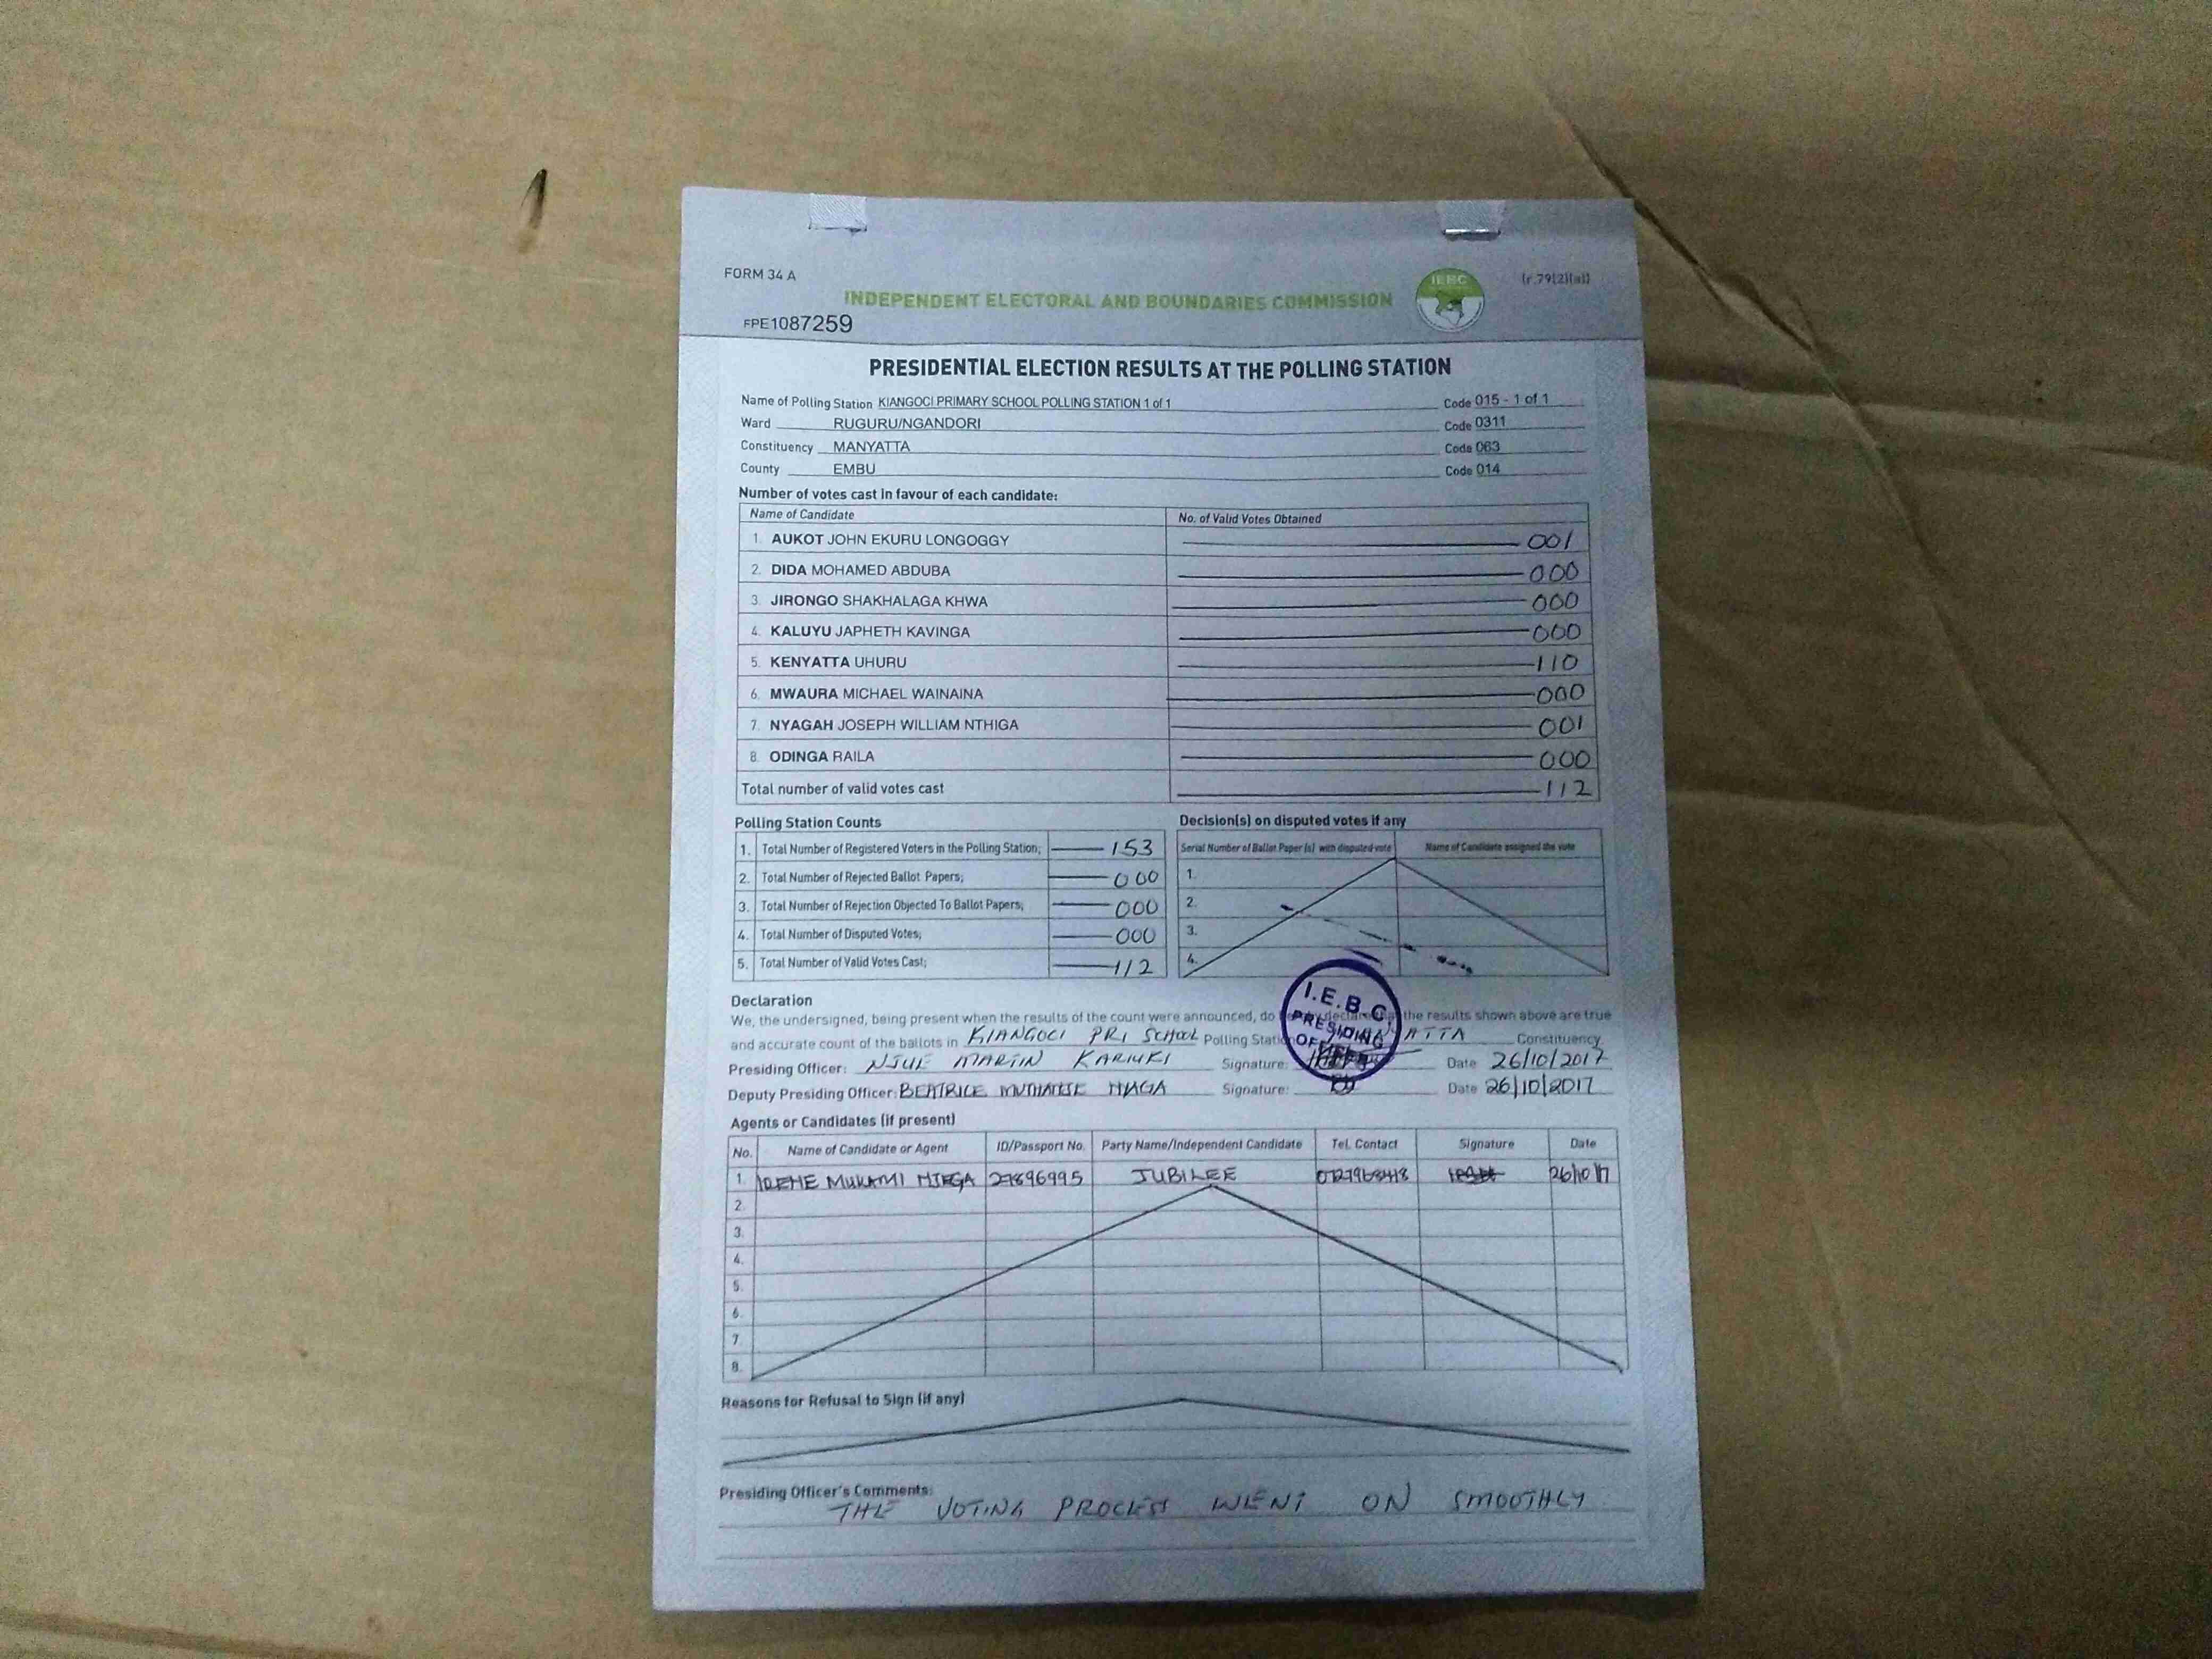 FORM 34 A
(r.79(2)(a))
INDEPENDENT ELECTORAL AND BOUNDARIES COMMISSION
IEBC
FPE1087259
PRESIDENTIAL ELECTION RESULTS AT THE POLLING STATION
Name of Polling Station KIANGOCI PRIMARY SCHOOL POLLING STATION 1 of 1 Code 015 - 1 of 1
Ward RUGURU/NGANDORI Code 0311
Constituency MANYATTA Code 063
County EMBU Code 014
Number of votes cast in favour of each candidate:
Name of Candidate No. of Valid Votes Obtained
1. AUKOT JOHN EKURU LONGOGGY 001
2. DIDA MOHAMED ABDUBA 000
3. JIRONGO SHAKHALAGA KHWA 000
4. KALUYU JAPHETH KAVINGA 000
5. KENYATTA UHURU 110
6. MWAURA MICHAEL WAINAINA 000
7. NYAGAH JOSEPH WILLIAM NTHIGA 001
8. ODINGA RAILA 000
Total number of valid votes cast 112
Polling Station Counts Decision(s) on disputed votes if any
Serial Number of Ballot Paper (s) with disputed vote Name of Candidate assigned the vote
1. Total Number of Registered Voters in the Polling Station; 153
2. Total Number of Rejected Ballot Papers; 000
3. Total Number of Rejection Objected To Ballot Papers; 000
4. Total Number of Disputed Votes; 000
5. Total Number of Valid Votes Cast; 112
1.
2.
3.
4.
I.E.B.C.
PRESIDING
OFFICER
Declaration
We, the undersigned, being present when the results of the count were announced, do declare the results shown above are true
and accurate count of the ballots in KIANGOCI PRI SCHOOL Polling Station ATTA Constituency
Presiding Officer: NJUE MARTIN KARIUKI Signature: Date 26/10/2017
Deputy Presiding Officer: BEATRICE NJAGA Signature: Date 26/10/2017
Agents or Candidates (if present)
No. Name of Candidate or Agent ID/Passport No. Party Name/Independent Candidate Tel. Contact Signature Date
1. IRENE MUKAMI NJEGA 27896995 JUBILEE 26/10/17
2.
3.
4.
5.
6.
7.
8.
Reasons for Refusal to Sign (if any)
Presiding Officer's Comments:
THE VOTING PROCESS WENT ON SMOOTHLY